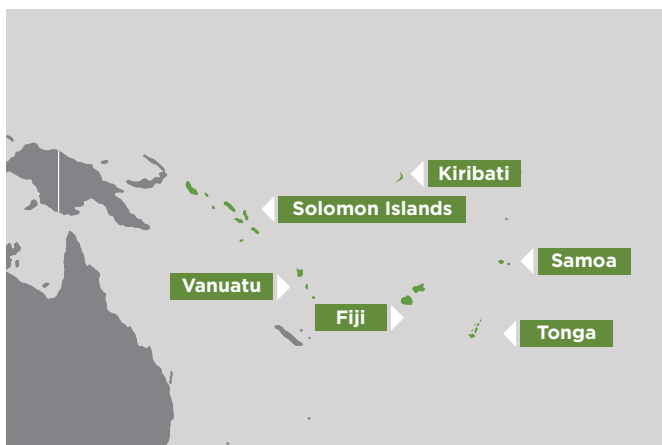 Kiribati
Solomon Islands
Samoa
Vanuatu
Fiji
Tonga